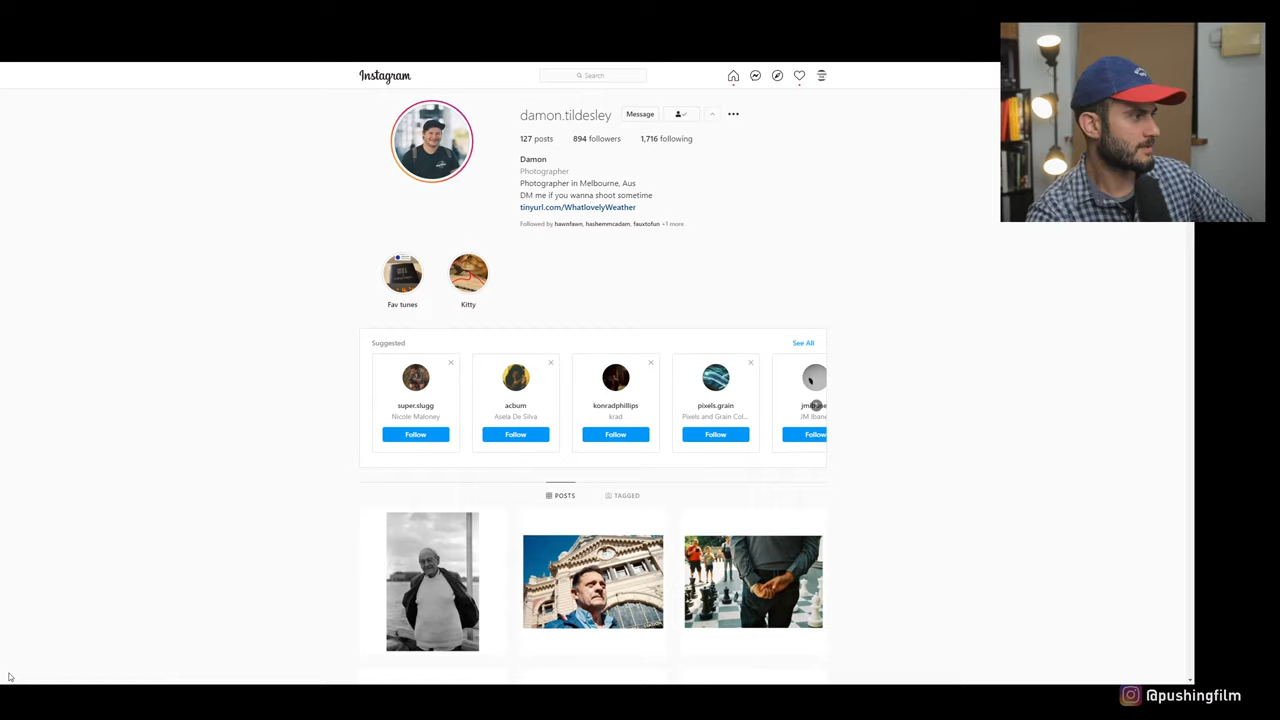 Instagram
Search
damon.tildesley
Message
127 posts 894 followers 1,716 following
Damon
Photographer
Photographer in Melbourne, Aus
DM me if you wanna shoot sometime
tinyurl.com/WhatlovelyWeather
Followed by hawnfawn, hashemmcadam, fauxtofun +1 more
Fav tunes Kitty
Suggested See All
super.slugg acbum konradphillips pixels.grain
Nicole Maloney Asela De Silva krad Pixels and Grain Col... JM Ibane
Follow Follow Follow Follow Follow
POSTS TAGGED
@pushingfilm